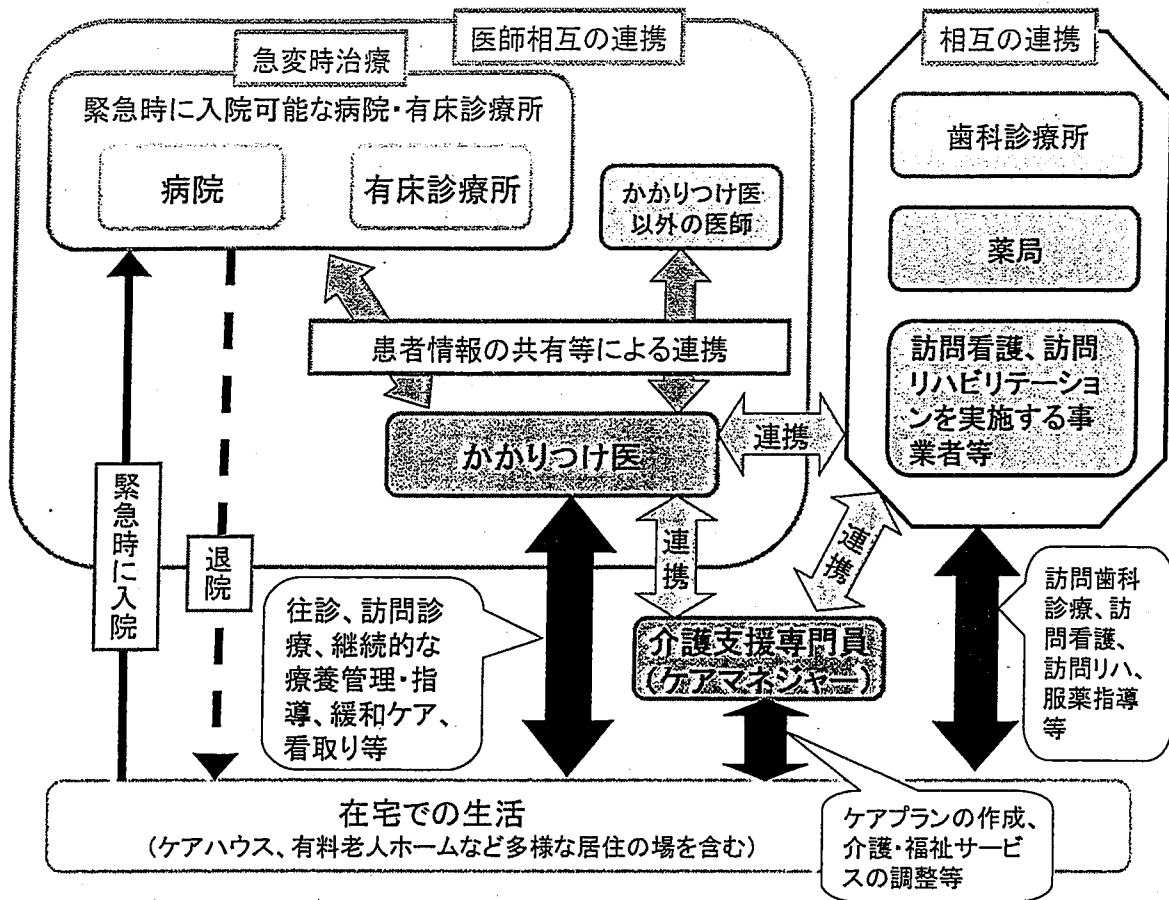 医師相互の連携
急変時治療
緊急時に入院可能な病院・有床診療所
病院
有床診療所
かかりつけ医
以外の医師
患者情報の共有等による連携
かかりつけ医
相互の連携
歯科診療所
薬局
訪問看護、訪問
リハビリテーショ
ンを実施する事
業者等
連携
連携
連携
緊急時に入院
退院
往診、訪問診
療、継続的な
療養管理・指
導、緩和ケア、
看取り等
介護支援専門員
(ケアマネジャー)
訪問歯科
診療、訪
問看護、
訪問リハ、
服薬指導
等
在宅での生活
(ケアハウス、有料老人ホームなど多様な居住の場を含む)
ケアプランの作成、
介護・福祉サービ
スの調整等